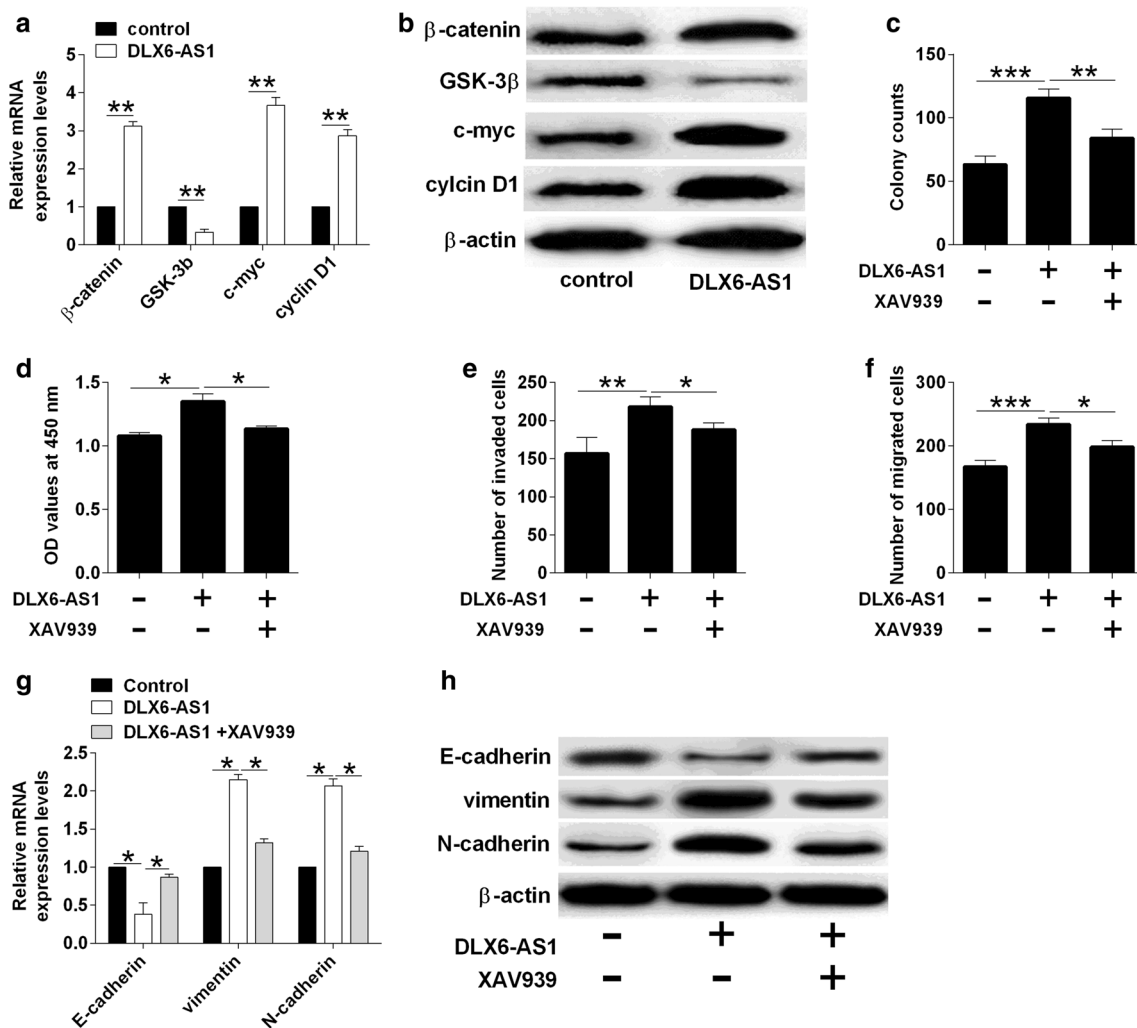 a
control
DLX6-AS1
Relative mRNA
expression levels
5
4
3
2
1
0
**
**
**
**
β-catenin
GSK-3b
c-myc
cyclin D1
b
β-catenin
GSK-3β
c-myc
cylcin D1
β-actin
control DLX6-AS1
c
Colony counts
150
100
50
0
*** **
DLX6-AS1 - + +
XAV939 - - +
d
OD values at 450 nm
1.5
1.0
0.5
0.0
* *
DLX6-AS1 - + +
XAV939 - - +
e
Number of invaded cells
250
200
150
100
50
0
** *
DLX6-AS1 - + +
XAV939 - - +
f
Number of migrated cells
300
200
100
0
*** *
DLX6-AS1 - + +
XAV939 - - +
g
Control
DLX6-AS1
DLX6-AS1 +XAV939
Relative mRNA
expression levels
2.5
2.0
1.5
1.0
0.5
0.0
* *
* *
* *
E-cadherin
vimentin
N-cadherin
h
E-cadherin
vimentin
N-cadherin
β-actin
DLX6-AS1 - + +
XAV939 - - +